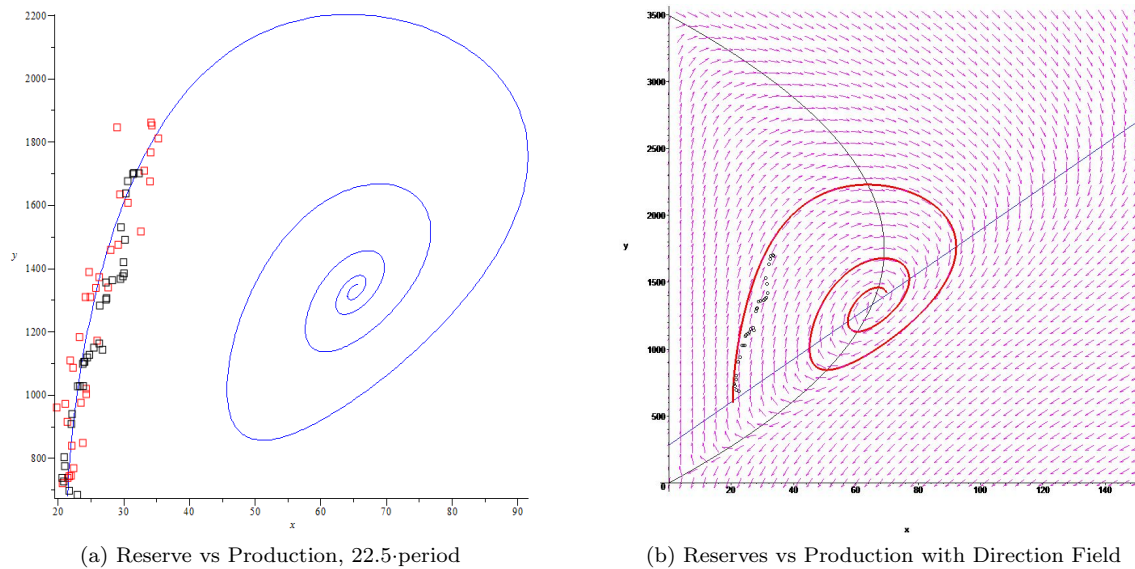 2200
2000
1800
1600
y
1400
1200
1000
800
20 30 40 50 60 70 80 90
x
(a) Reserve vs Production, 22.5·period
3500
3000
2500
2000
y
1500
1000
500
0
20 40 60 80 100 120 140
x
(b) Reserves vs Production with Direction Field